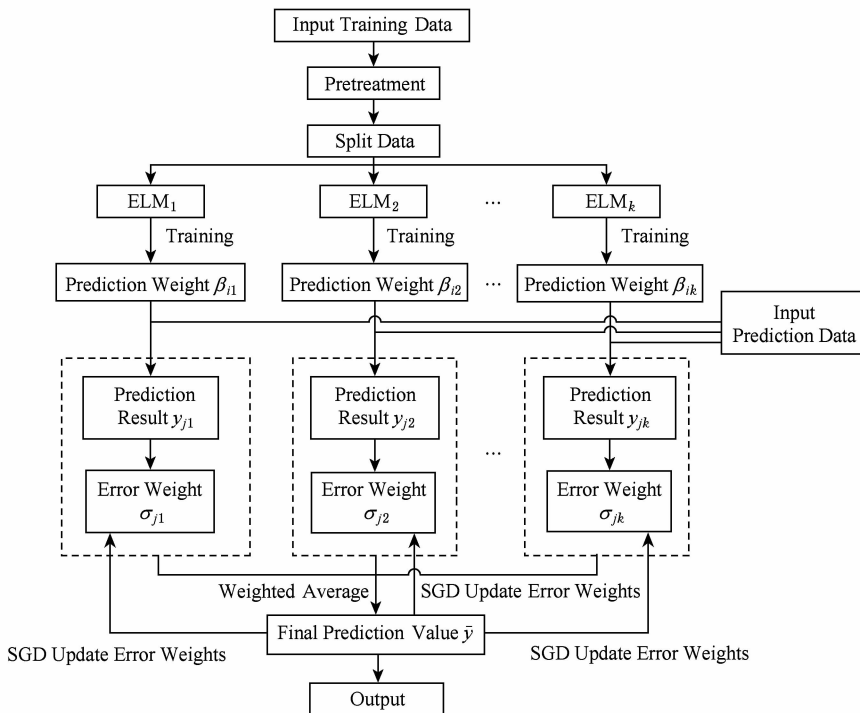 Input Training Data
Pretreatment
Split Data
ELM₁
ELM₂
...
ELMₖ
Training
Training
Training
Prediction Weight βᵢ₁
Prediction Weight βᵢ₂
...
Prediction Weight βᵢₖ
Input
Prediction Data
Prediction
Result yⱼ₁
Prediction
Result yⱼ₂
Prediction
Result yⱼₖ
...
Error Weight
σⱼ₁
Error Weight
σⱼ₂
Error Weight
σⱼₖ
Weighted Average
SGD Update Error Weights
Final Prediction Value ȳ
SGD Update Error Weights
SGD Update Error Weights
Output